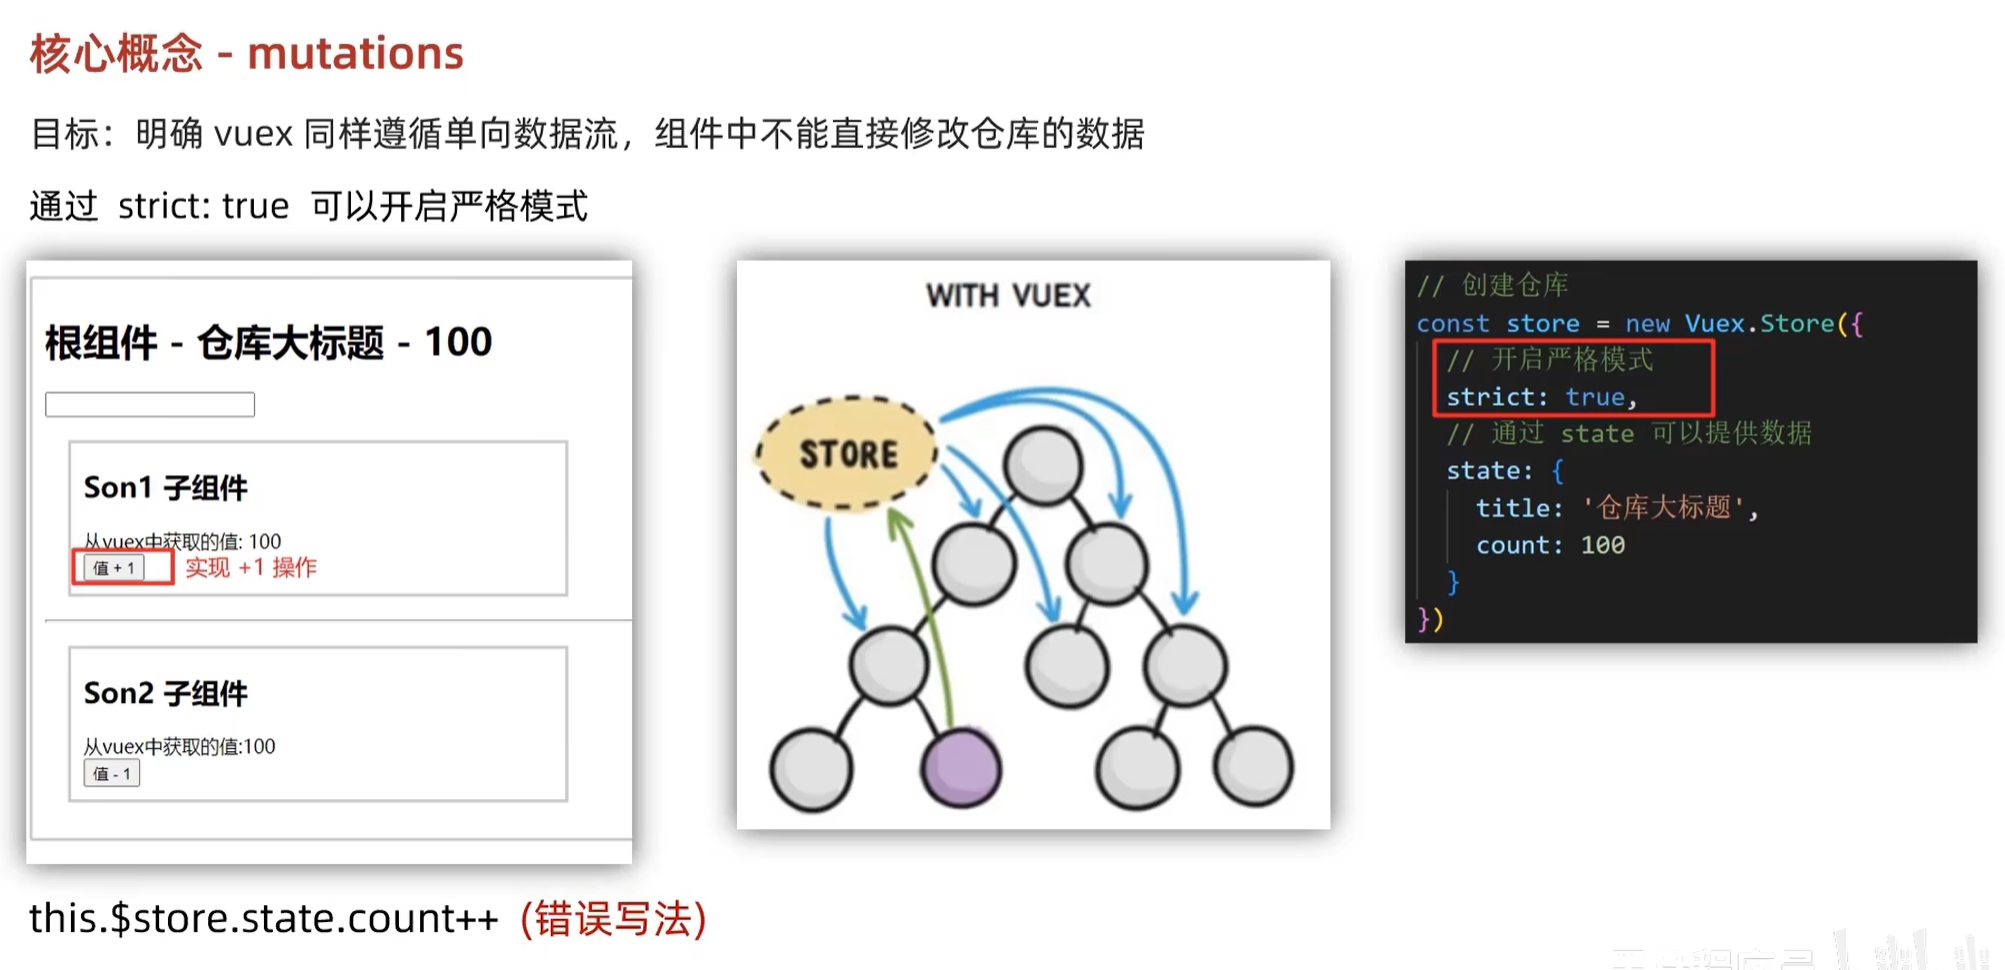 核心概念 - mutations
目标：明确 vuex 同样遵循单向数据流，组件中不能直接修改仓库的数据
通过 strict: true 可以开启严格模式
根组件 - 仓库大标题 - 100
Son1 子组件
从vuex中获取的值: 100
值 + 1
实现 +1 操作
Son2 子组件
从vuex中获取的值:100
值 - 1
WITH VUEX
STORE
// 创建仓库
const store = new Vuex.Store({
// 开启严格模式
strict: true,
// 通过 state 可以提供数据
state: {
title: '仓库大标题',
count: 100
}
})
this.$store.state.count++ (错误写法)